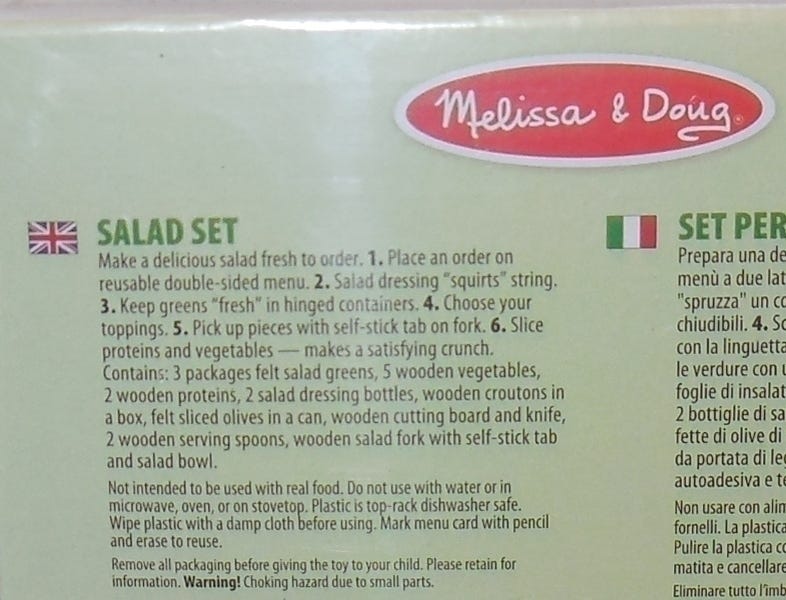 Melissa & Doug®
SALAD SET
Make a delicious salad fresh to order. 1. Place an order on
reusable double-sided menu. 2. Salad dressing "squirts" string.
3. Keep greens "fresh" in hinged containers. 4. Choose your
toppings. 5. Pick up pieces with self-stick tab on fork. 6. Slice
proteins and vegetables — makes a satisfying crunch.
Contains: 3 packages felt salad greens, 5 wooden vegetables,
2 wooden proteins, 2 salad dressing bottles, wooden croutons in
a box, felt sliced olives in a can, wooden cutting board and knife,
2 wooden serving spoons, wooden salad fork with self-stick tab
and salad bowl.
Not intended to be used with real food. Do not use with water or in
microwave, oven, or on stovetop. Plastic is top-rack dishwasher safe.
Wipe plastic with a damp cloth before using. Mark menu card with pencil
and erase to reuse.
Remove all packaging before giving the toy to your child. Please retain for
information. Warning! Choking hazard due to small parts.
SET PER
Prepara una de
menù a due lat
"spruzza" un co
chiudibili. 4. Sc
con la linguetta
le verdure con u
foglie di insalat
2 bottiglie di sa
fette di olive di
da portata di leg
autoadesiva e te
Non usare con alim
fornelli. La plastica
Pulire la plastica co
matita e cancellare
Eliminare tutto l'imb